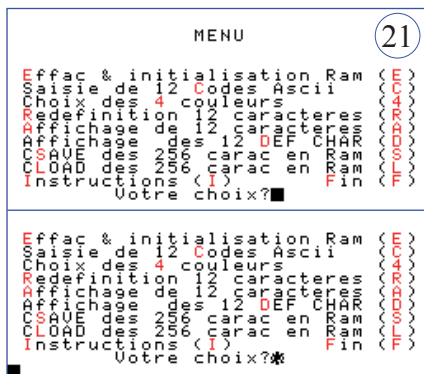 MENU
21
Effac & initialisation Ram (E)
Saisie de 12 Codes Ascii (C)
Choix des 4 couleurs (4)
Redefinition 12 caracteres (R)
Affichage de 12 caracteres (A)
Affichage des 12 DEF CHAR (D)
CSAVE des 256 carac en Ram (S)
CLOAD des 256 carac en Ram (L)
Instructions (I) Fin (F)
Votre choix?
Effac & initialisation Ram (E)
Saisie de 12 Codes Ascii (C)
Choix des 4 couleurs (4)
Redefinition 12 caracteres (R)
Affichage de 12 caracteres (A)
Affichage des 12 DEF CHAR (D)
CSAVE des 256 carac en Ram (S)
CLOAD des 256 carac en Ram (L)
Instructions (I) Fin (F)
Votre choix?*